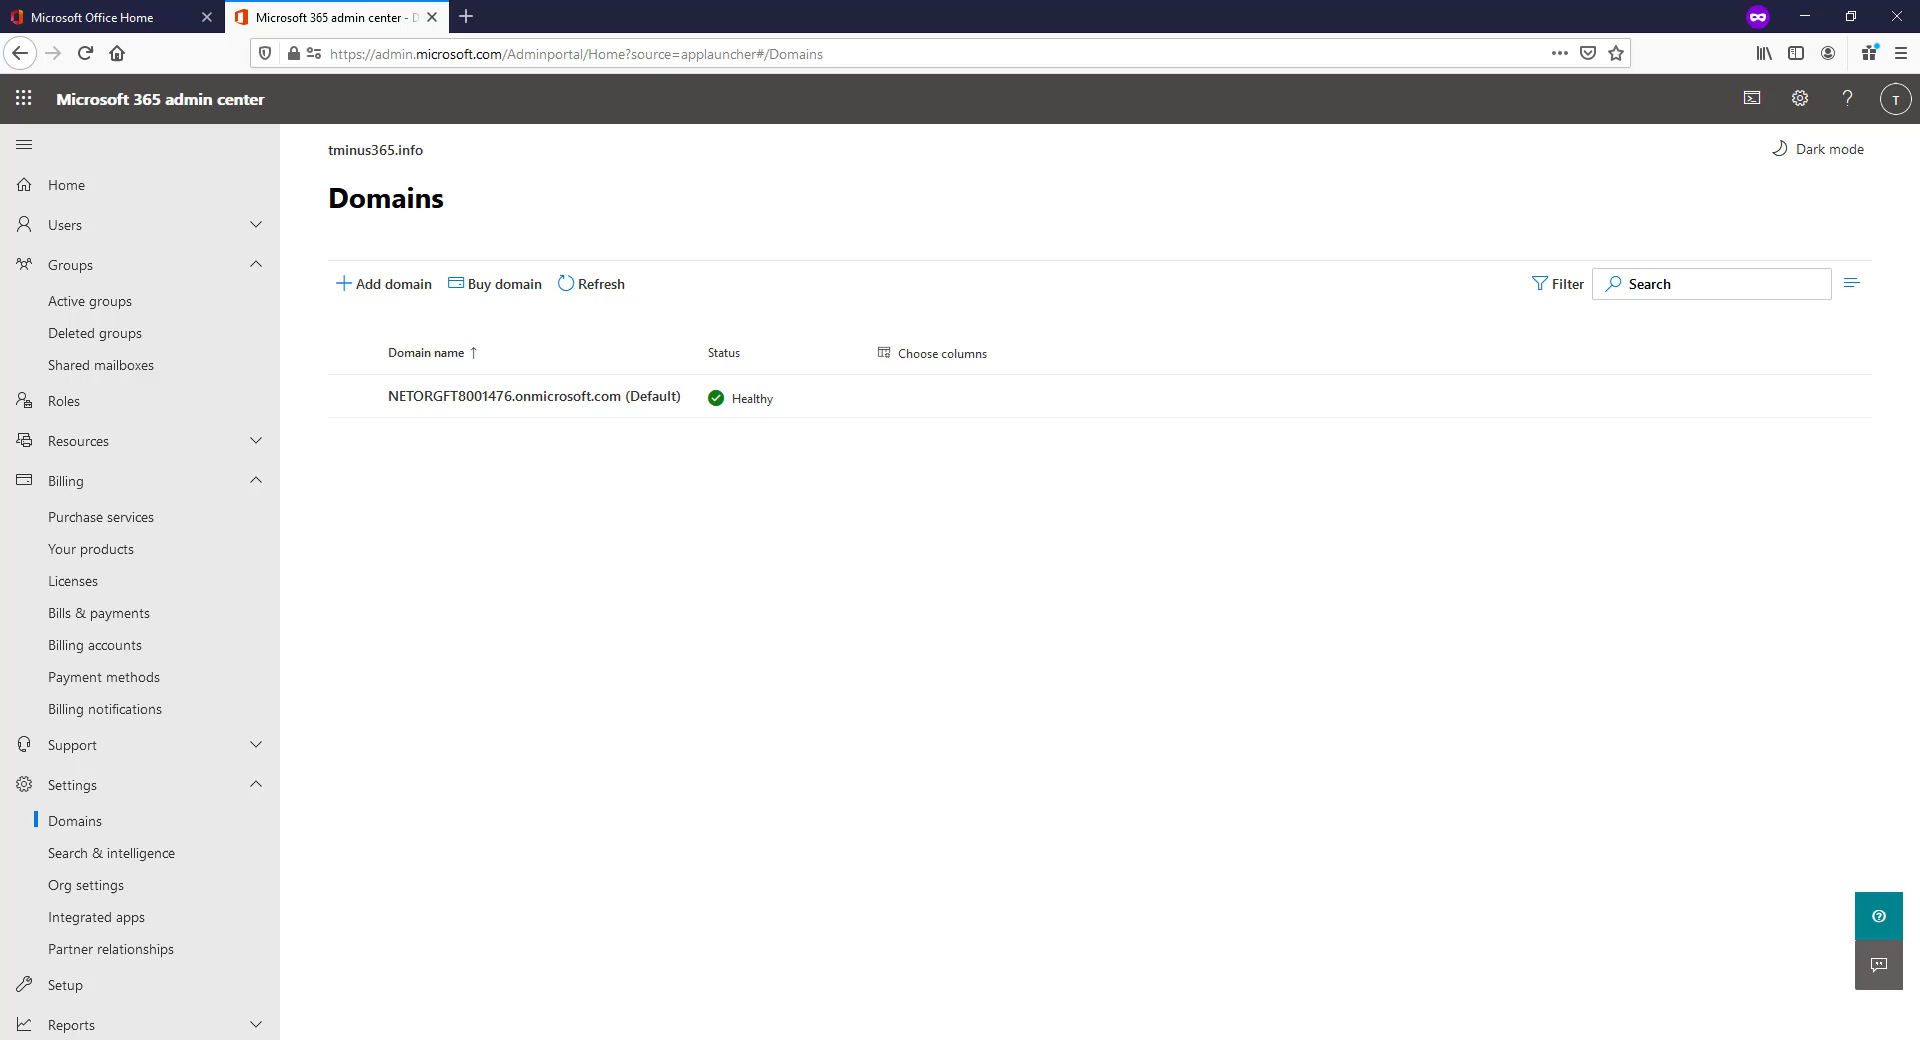 Microsoft Office Home
Microsoft 365 admin center - D
https://admin.microsoft.com/Adminportal/Home?source=applauncher#/Domains
Microsoft 365 admin center
T
Home
Users
Groups
Active groups
Deleted groups
Shared mailboxes
Roles
Resources
Billing
Purchase services
Your products
Licenses
Bills & payments
Billing accounts
Payment methods
Billing notifications
Support
Settings
Domains
Search & intelligence
Org settings
Integrated apps
Partner relationships
Setup
Reports
tminus365.info
Dark mode
Domains
Add domain Buy domain Refresh
Filter Search
Domain name ↑ Status Choose columns
NETORGFT8001476.onmicrosoft.com (Default) Healthy